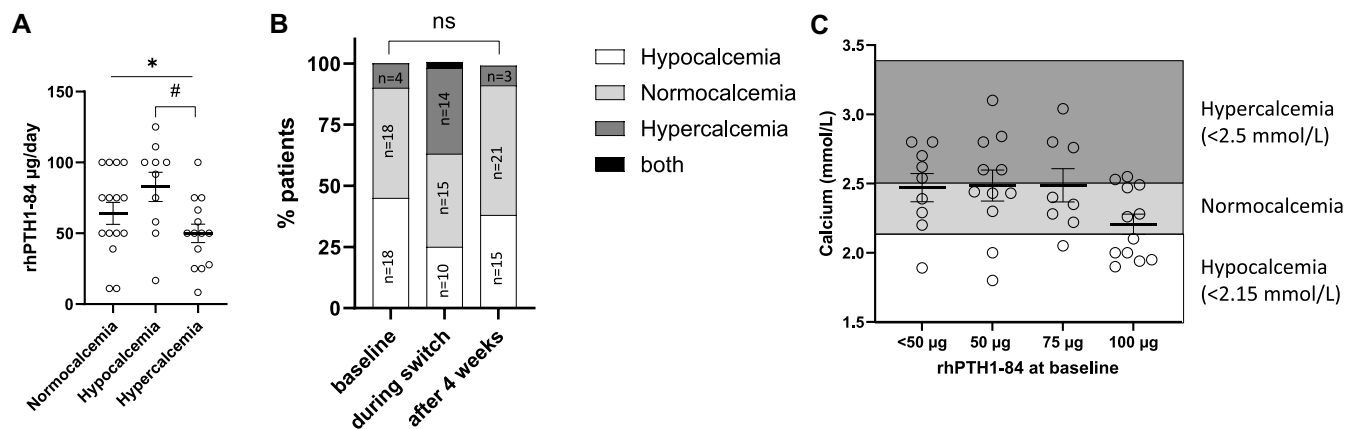 A
*
#
rhPTH1-84 µg/day
150
100
50
0
Normocalcemia
Hypocalcemia
Hypercalcemia
B
ns
% patients
100
75
50
25
0
n=4
n=18
n=18
n=14
n=15
n=10
n=3
n=21
n=15
baseline
during switch
after 4 weeks
Hypocalcemia
Normocalcemia
Hypercalcemia
both
C
Calcium (mmol/L)
3.5
3.0
2.5
2.0
1.5
<50 µg
50 µg
75 µg
100 µg
rhPTH1-84 at baseline
Hypercalcemia
(<2.5 mmol/L)
Normocalcemia
Hypocalcemia
(<2.15 mmol/L)